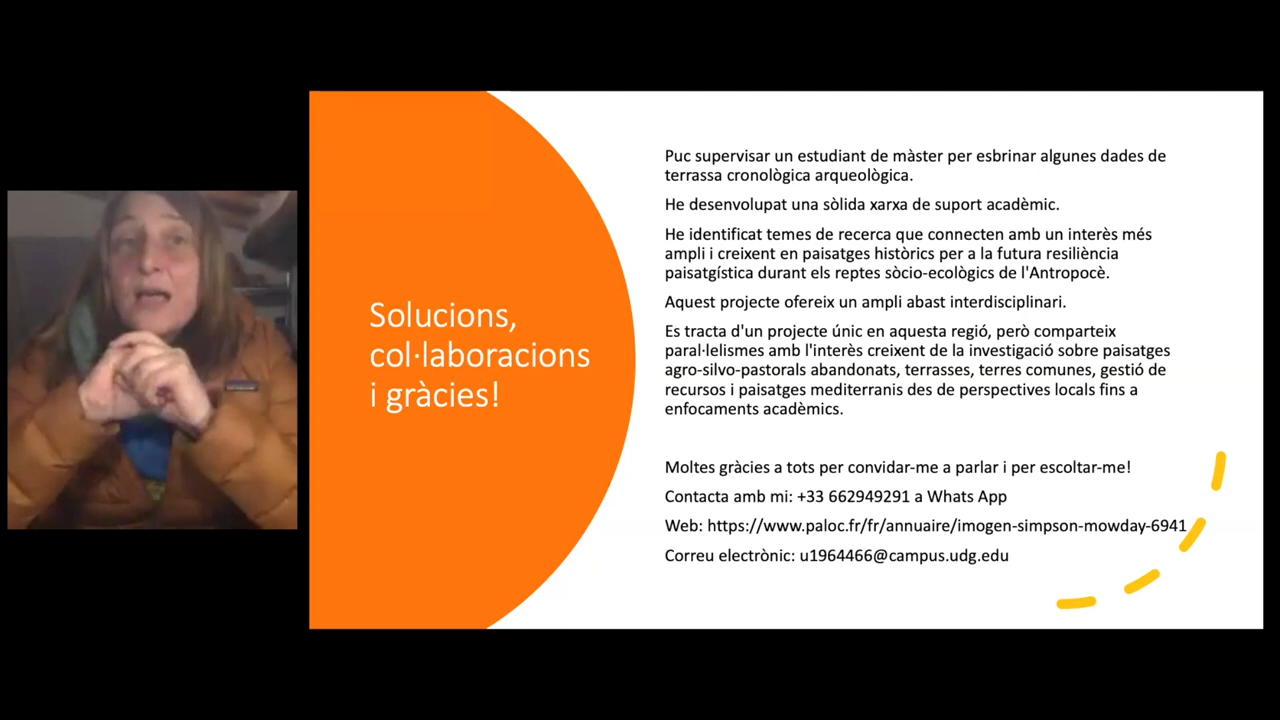 Solucions,
col·laboracions
i gràcies!
Puc supervisar un estudiant de màster per esbrinar algunes dades de
terrassa cronològica arqueològica.
He desenvolupat una sòlida xarxa de suport acadèmic.
He identificat temes de recerca que connecten amb un interès més
ampli i creixent en paisatges històrics per a la futura resiliència
paisatgística durant els reptes sòcio-ecològics de l'Antropocè.
Aquest projecte ofereix un ampli abast interdisciplinari.
Es tracta d'un projecte únic en aquesta regió, però comparteix
paral·lelismes amb l'interès creixent de la investigació sobre paisatges
agro-silvo-pastorals abandonats, terrasses, terres comunes, gestió de
recursos i paisatges mediterranis des de perspectives locals fins a
enfocaments acadèmics.
Moltes gràcies a tots per convidar-me a parlar i per escoltar-me!
Contacta amb mi: +33 662949291 a Whats App
Web: https://www.paloc.fr/fr/annuaire/imogen-simpson-mowday-6941
Correu electrònic: u1964466@campus.udg.edu